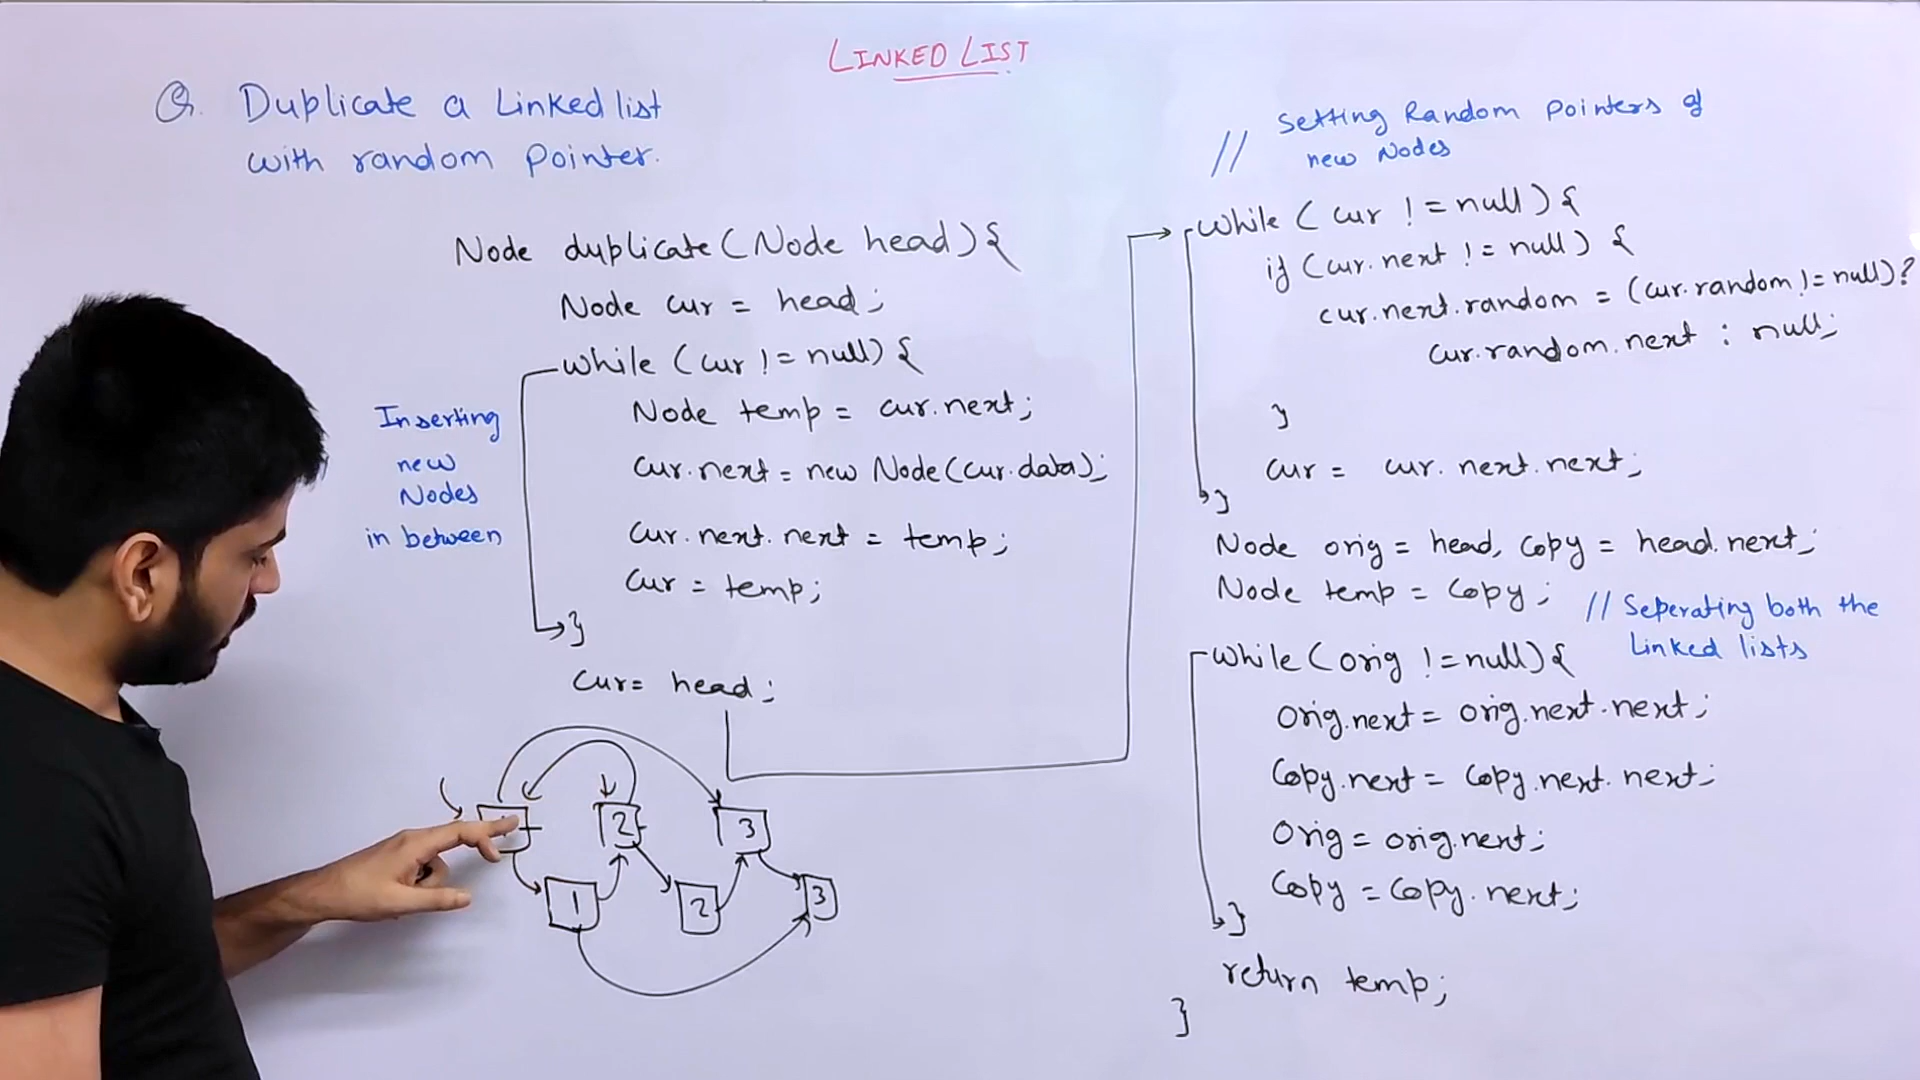 LINKED LIST
Q. Duplicate a Linked list
with random pointer.
Node duplicate(Node head){
Node cur = head;
while (cur != null) {
Inserting
new
Nodes
in between
Node temp = cur.next;
cur.next = new Node(cur.data);
cur.next.next = temp;
cur = temp;
}
cur = head;
2
3
1
2
3
// Setting Random pointers of
new Nodes
while (cur != null) {
if (cur.next != null) {
cur.next.random = (cur.random != null)?
cur.random.next : null;
}
cur = cur.next.next;
}
Node orig = head, copy = head.next;
Node temp = copy;
// Seperating both the
Linked lists
while(orig != null){
orig.next = orig.next.next;
copy.next = copy.next.next;
orig = orig.next;
copy = copy.next;
}
return temp;
}